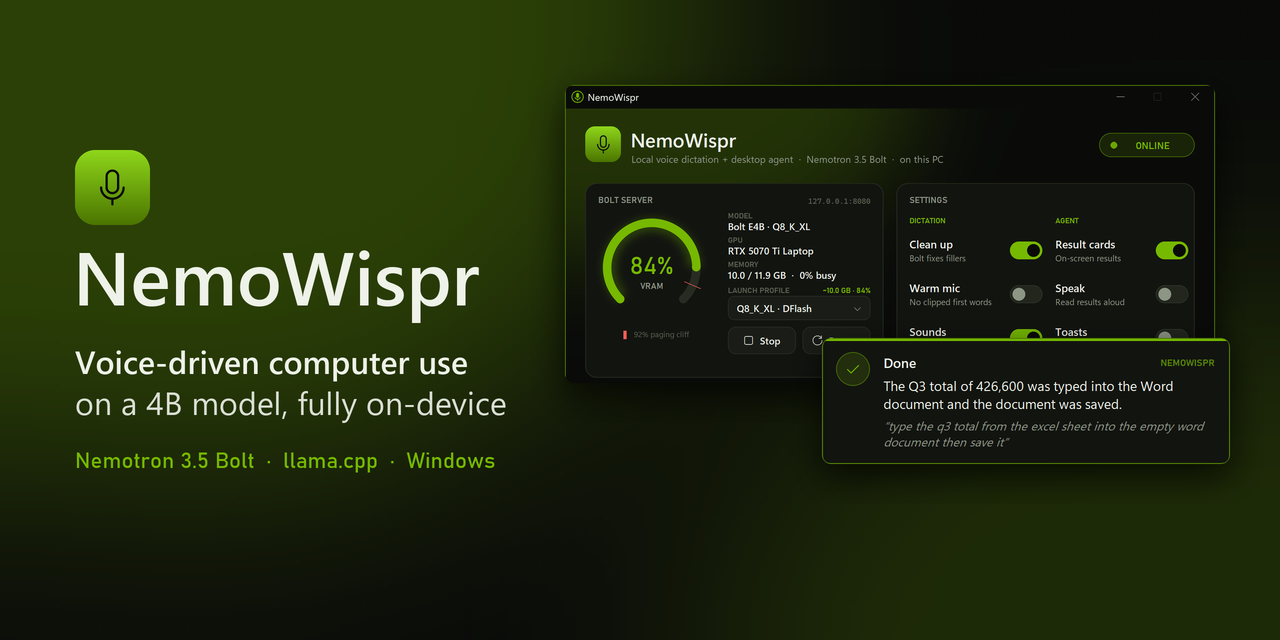 NemoWispr
Voice-driven computer use
on a 4B model, fully on-device
Nemotron 3.5 Bolt · llama.cpp · Windows
NemoWispr
NemoWispr
Local voice dictation + desktop agent · Nemotron 3.5 Bolt · on this PC
ONLINE
BOLT SERVER
127.0.0.1:8080
84%
VRAM
92% paging cliff
MODEL
Bolt E4B · Q8_K_XL
GPU
RTX 5070 Ti Laptop
MEMORY
10.0 / 11.9 GB · 0% busy
LAUNCH PROFILE
~10.0 GB · 84%
Q8_K_XL · DFlash
Stop
SETTINGS
DICTATION
AGENT
Clean up
Bolt fixes fillers
Result cards
On-screen results
Warm mic
No clipped first words
Speak
Read results aloud
Sounds
Toasts
Done
NEMOWISPR
The Q3 total of 426,600 was typed into the Word
document and the document was saved.
"type the q3 total from the excel sheet into the empty word
document then save it"